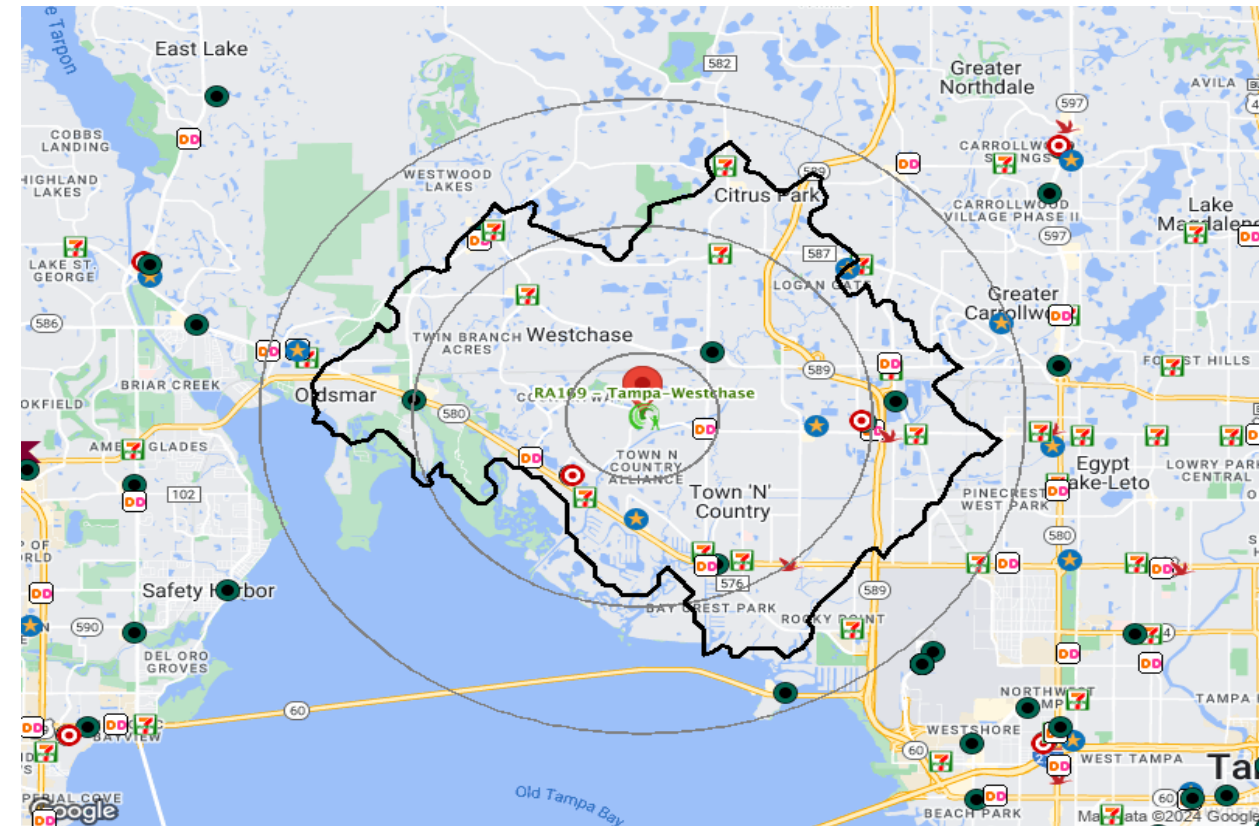 East Lake
582
Greater
Northdale
AVILA
597
COBBS
LANDING
CARROLLWOOD
SPRINGS
WESTWOOD
LAKES
HIGHLAND
LAKES
589
Citrus Park
CARROLLWOOD
VILLAGE PHASE II
Lake
Magdalene
597
587
LAKE ST.
GEORGE
LOGAN GATE
Greater
Carrollwood
586
TWIN BRANCH
ACRES
Westchase
FOREST HILLS
589
BRIAR CREEK
Oldsmar
RA169 - Tampa-Westchase
580
TOWN N
COUNTRY
ALLIANCE
Egypt
Lake-Leto
LOWRY PARK
CENTRAL
102
Town 'N'
Country
PINECREST
WEST PARK
580
Safety Harbor
576
589
BAY CREST PARK
ROCKY POINT
590
DEL ORO
GROVES
60
BAYVIEW
WESTSHORE
60
WEST TAMPA
Old Tampa Bay
Google
BEACH PARK
60
Map data ©2024 Google